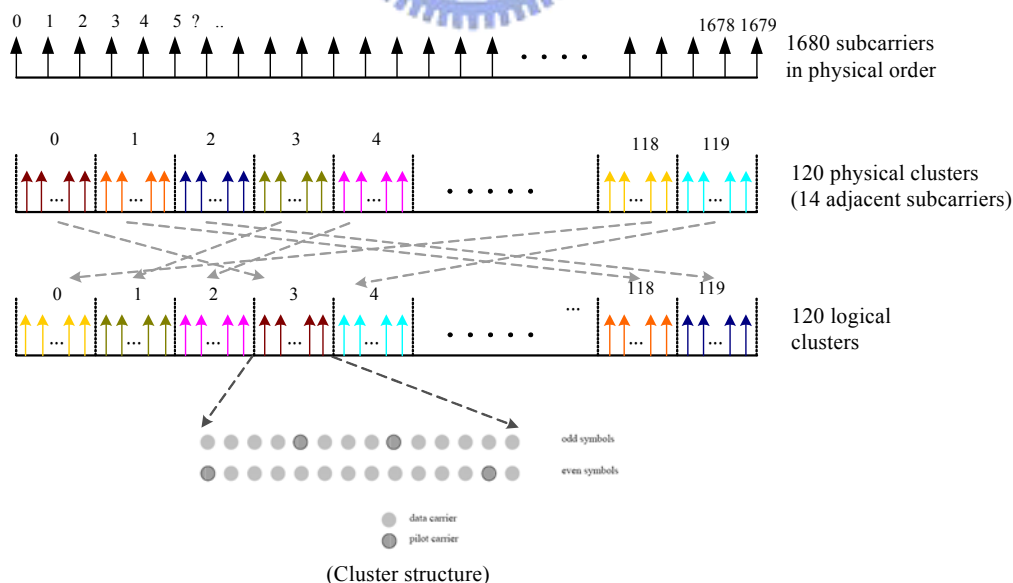 0 1 2 3 4 5 ? .. 1678 1679
1680 subcarriers
in physical order
0 1 2 3 4 118 119
120 physical clusters
(14 adjacent subcarriers)
... ... ... ... ... ... ...
0 1 2 3 4 ... 118 119
120 logical
clusters
... ... ... ... ... ... ...
odd symbols
even symbols
data carrier
pilot carrier
(Cluster structure)